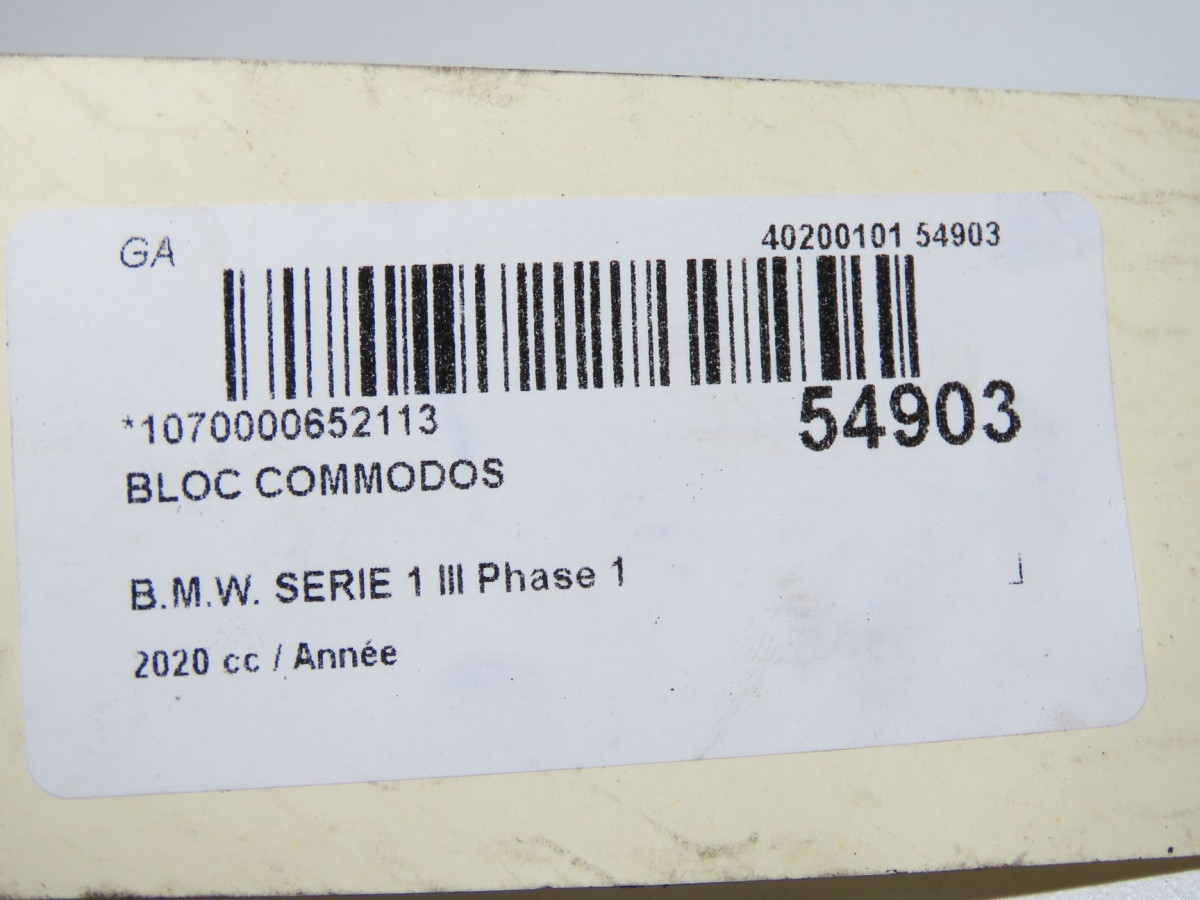 GA
40200101 54903
*1070000652113
54903
BLOC COMMODOS
B.M.W. SERIE 1 III Phase 1
2020 cc / Année